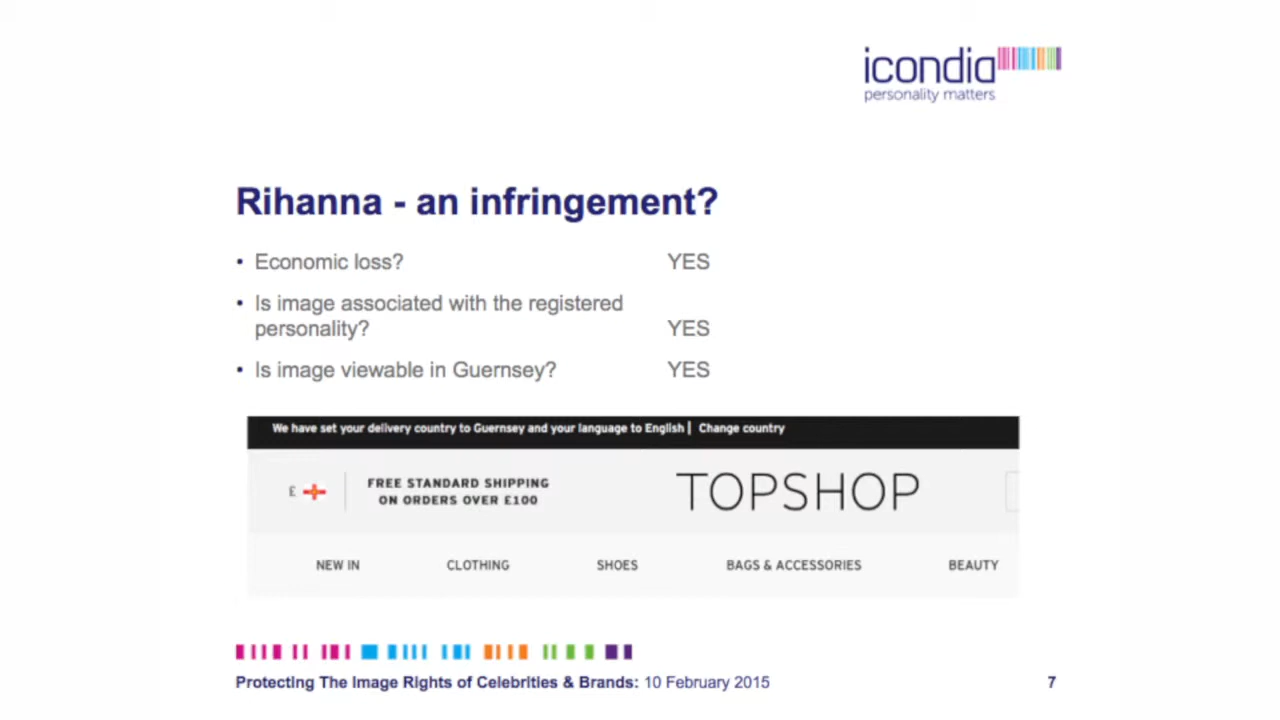 icondia
personality matters
Rihanna - an infringement?
• Economic loss? YES
• Is image associated with the registered
personality? YES
• Is image viewable in Guernsey? YES
We have set your delivery country to Guernsey and your language to English | Change country
£ FREE STANDARD SHIPPING
ON ORDERS OVER £100
TOPSHOP
NEW IN CLOTHING SHOES BAGS & ACCESSORIES BEAUTY
Protecting The Image Rights of Celebrities & Brands: 10 February 2015 7